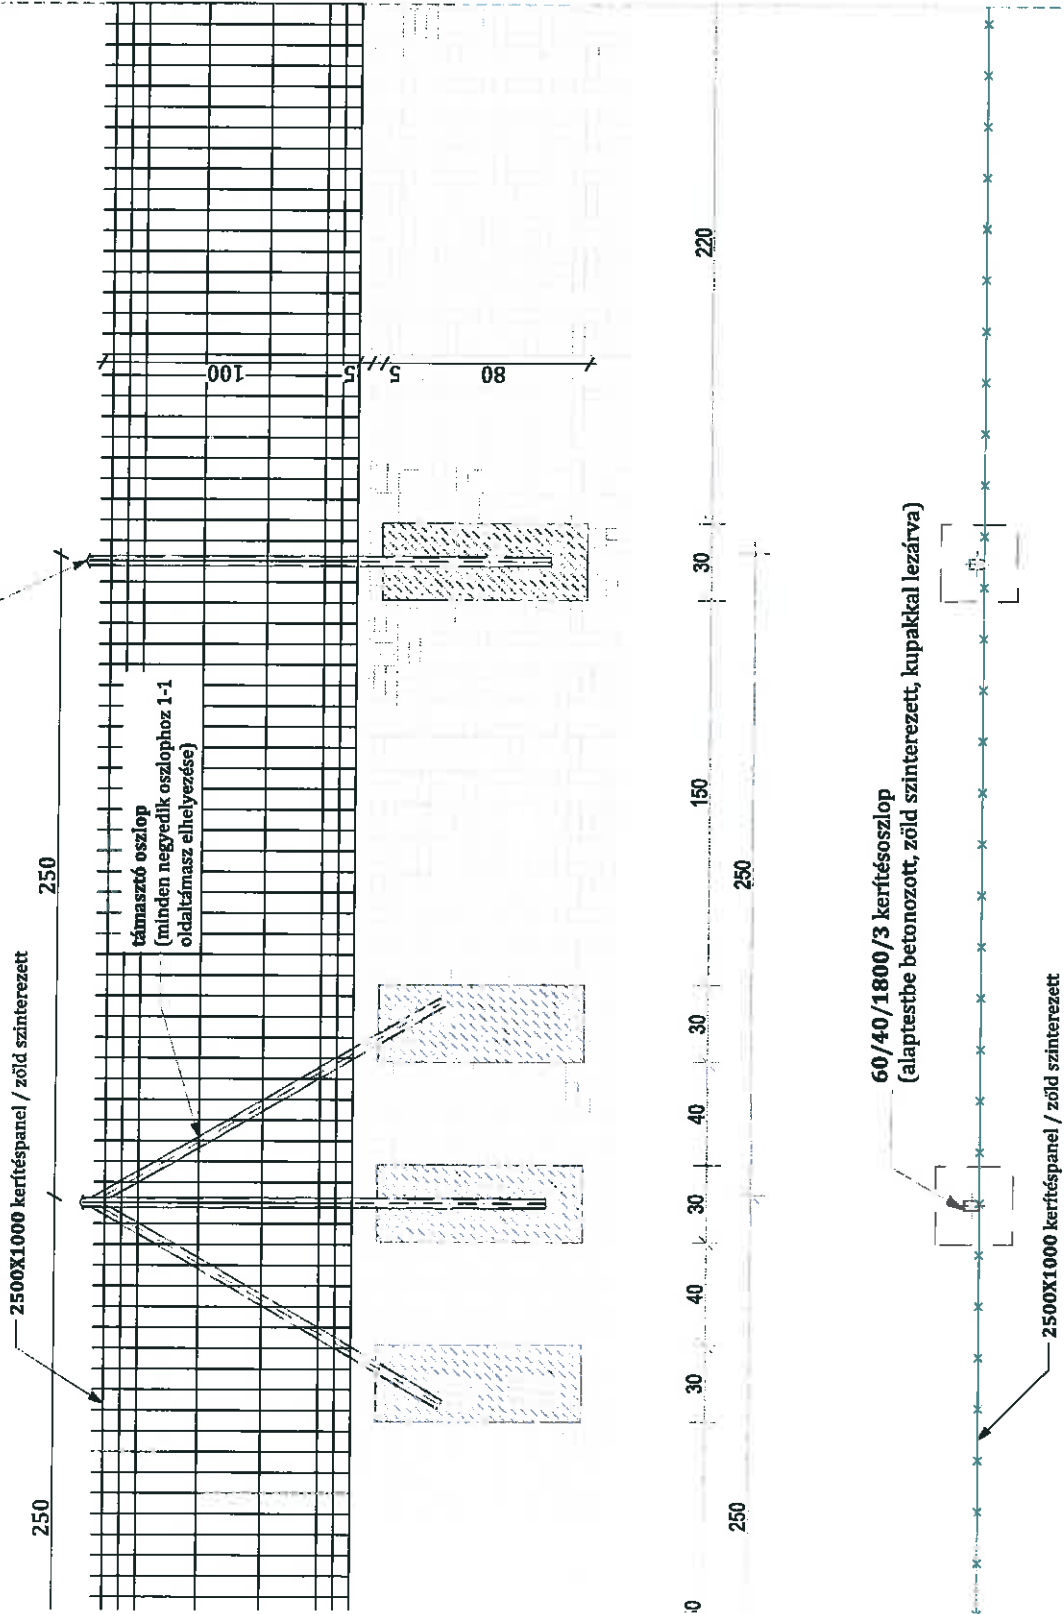 2500X1000 kerítéspanel / zöld szinterezett
250
250
támasztó oszlop
(minden negyedik oszlophoz 1-1
oldaltámasz elhelyezése)
100
5
5
80
30
40
30
40
30
150
30
220
250
250
60/40/1800/3 kerítésoszlop
(alaptestbe betonozott, zöld szinterezett, kupakkal lezárva)
2500X1000 kerítéspanel / zöld szinterezett